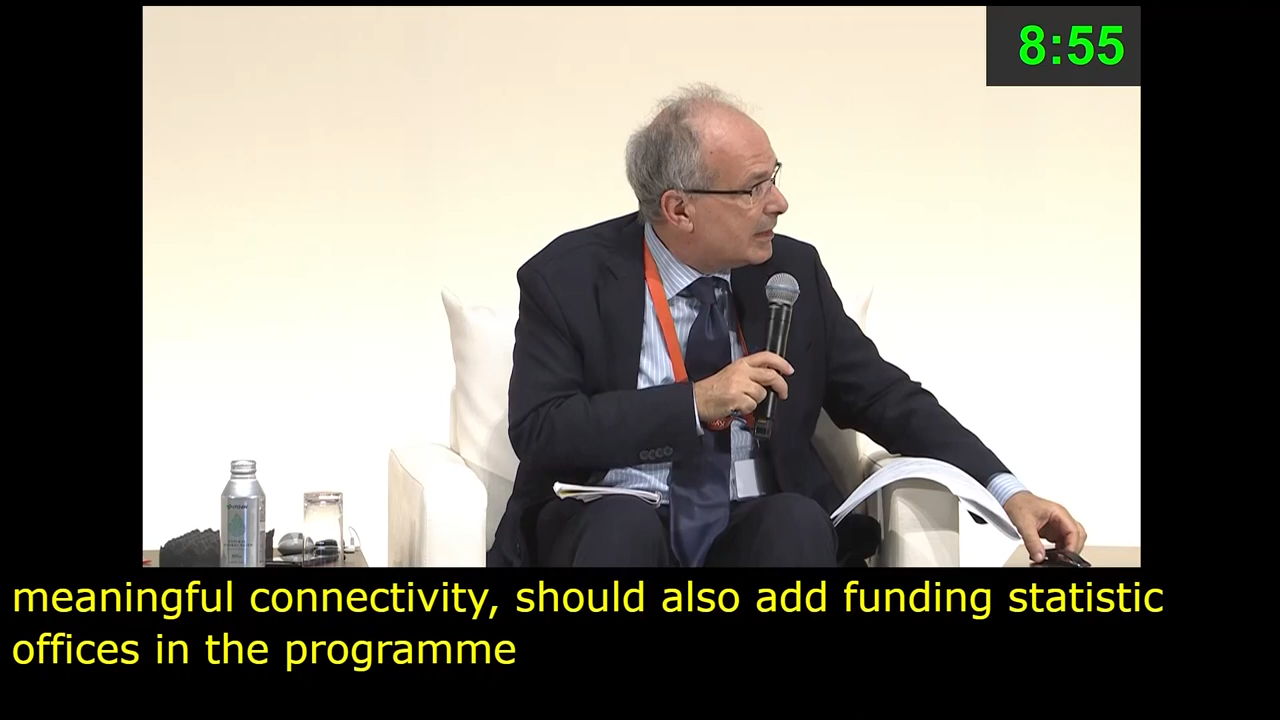 8:55
meaningful connectivity, should also add funding statistic
offices in the programme